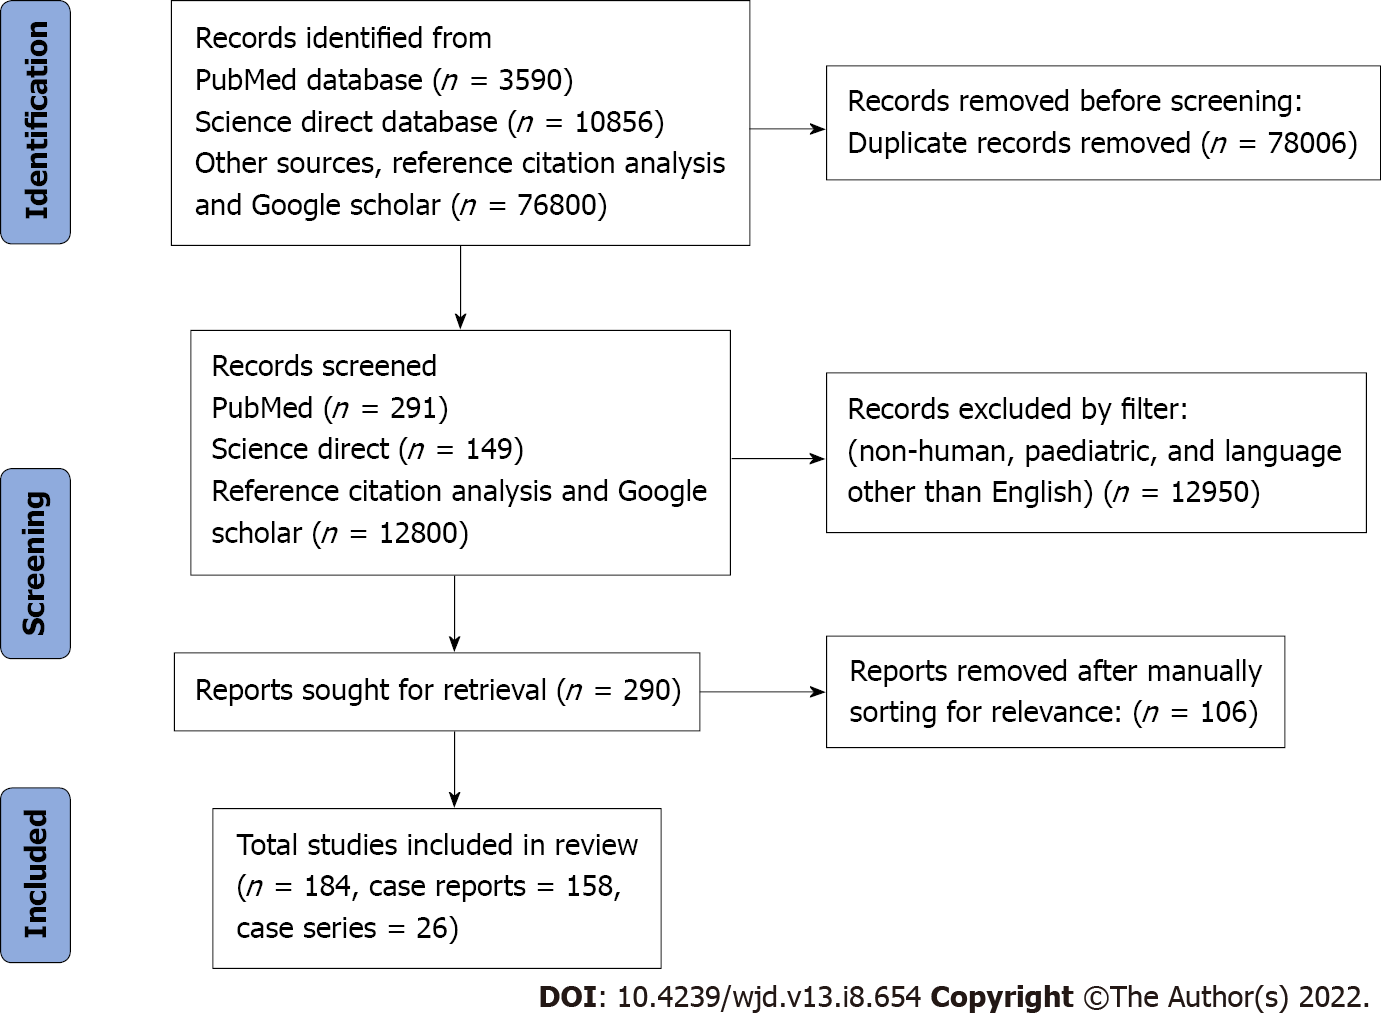 Identification
Records identified from
PubMed database (n = 3590)
Science direct database (n = 10856)
Other sources, reference citation analysis
and Google scholar (n = 76800)
Records removed before screening:
Duplicate records removed (n = 78006)
Screening
Records screened
PubMed (n = 291)
Science direct (n = 149)
Reference citation analysis and Google
scholar (n = 12800)
Records excluded by filter:
(non-human, paediatric, and language
other than English) (n = 12950)
Reports sought for retrieval (n = 290)
Reports removed after manually
sorting for relevance: (n = 106)
Included
Total studies included in review
(n = 184, case reports = 158,
case series = 26)
DOI: 10.4239/wjd.v13.i8.654 Copyright ©The Author(s) 2022.